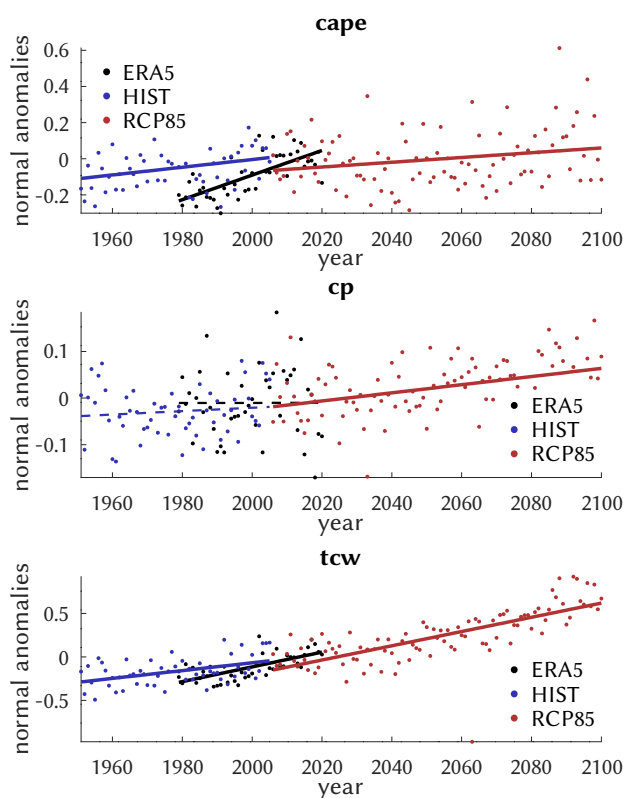 cape
normal anomalies
0.6
0.4
0.2
0
-0.2
ERA5
HIST
RCP85
1960 1980 2000 2020 2040 2060 2080 2100
year
cp
normal anomalies
0.1
0
-0.1
ERA5
HIST
RCP85
1960 1980 2000 2020 2040 2060 2080 2100
year
tcw
normal anomalies
0.5
0
-0.5
ERA5
HIST
RCP85
1960 1980 2000 2020 2040 2060 2080 2100
year